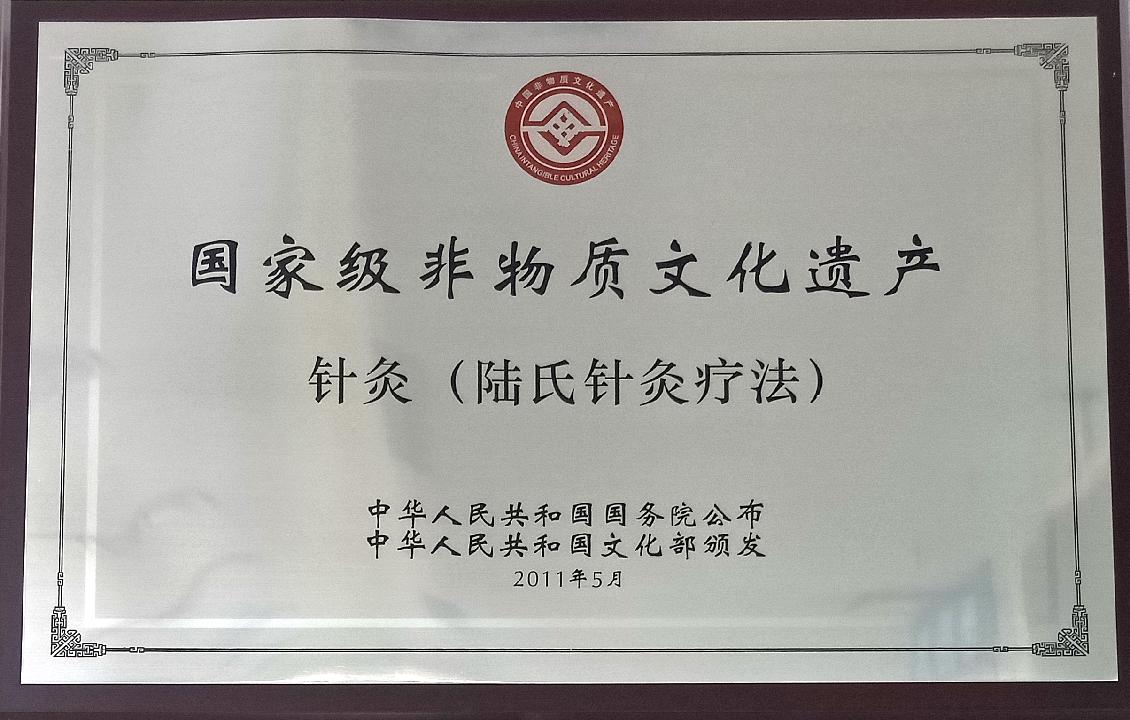 中国非物质文化遗产
CHINA INTANGIBLE CULTURAL HERITAGE
国家级非物质文化遗产
针灸（陆氏针灸疗法）
中华人民共和国国务院公布
中华人民共和国文化部颁发
2011年5月